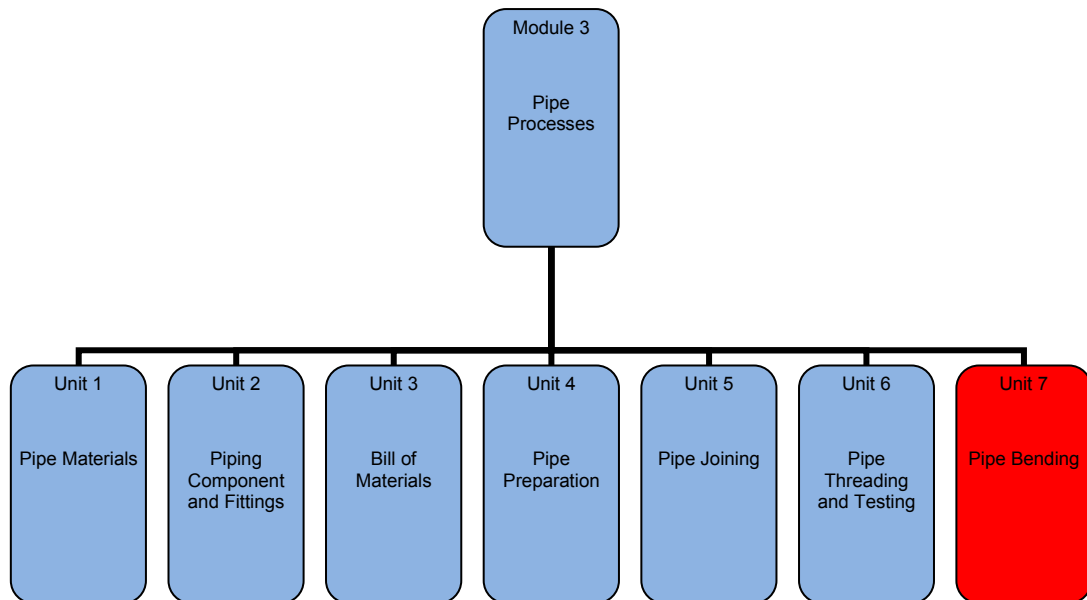 Module 3
Pipe
Processes
Unit 1
Pipe Materials
Unit 2
Piping
Component
and Fittings
Unit 3
Bill of
Materials
Unit 4
Pipe
Preparation
Unit 5
Pipe Joining
Unit 6
Pipe
Threading
and Testing
Unit 7
Pipe Bending